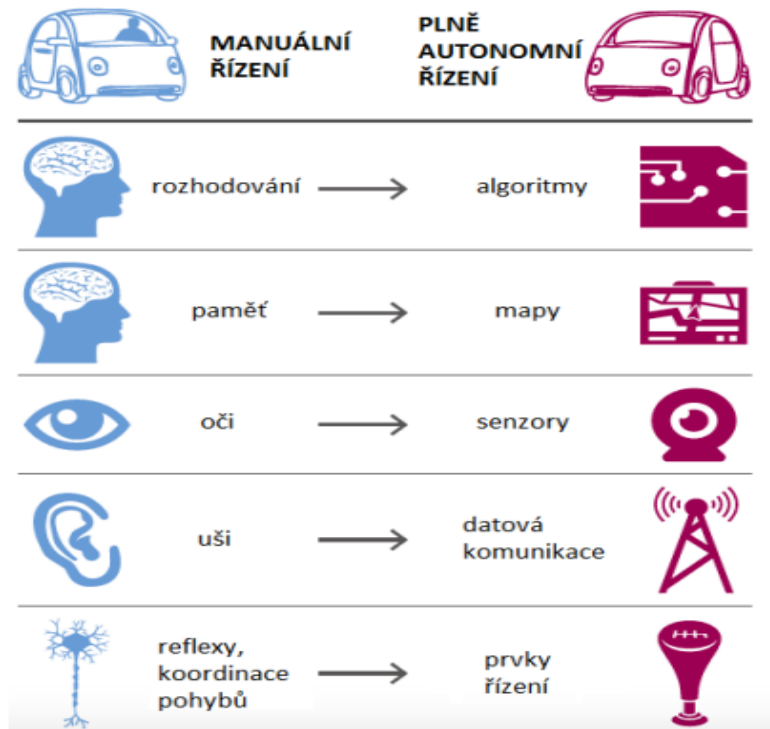 MANUÁLNÍ
ŘÍZENÍ
PLNĚ
AUTONOMNÍ
ŘÍZENÍ
rozhodování
algoritmy
paměť
mapy
oči
senzory
uši
datová
komunikace
reflexy,
koordinace
pohybů
prvky
řízení